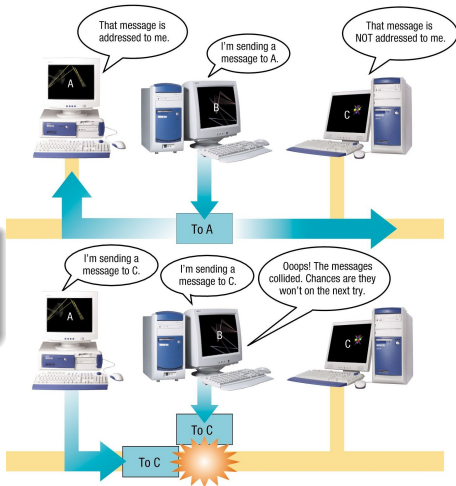 That message is
addressed to me.
I'm sending a
message to A.
That message is
NOT addressed to me.
A
B
C
To A
I'm sending a
message to C.
I'm sending a
message to C.
Ooops! The messages
collided. Chances are they
won't on the next try.
A
B
C
To C
To C